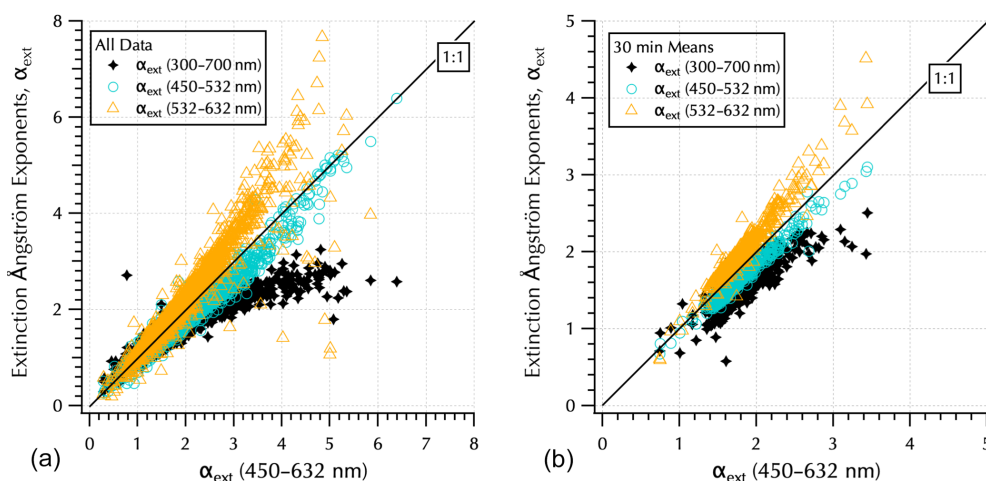 All Data
αext (300–700 nm)
αext (450–532 nm)
αext (532–632 nm)
1:1
Extinction Ångström Exponents, αext
8
6
4
2
0
0 1 2 3 4 5 6 7 8
αext (450–632 nm)
(a)
30 min Means
αext (300–700 nm)
αext (450–532 nm)
αext (532–632 nm)
1:1
Extinction Ångström Exponents, αext
5
4
3
2
1
0
0 1 2 3 4 5
αext (450–632 nm)
(b)